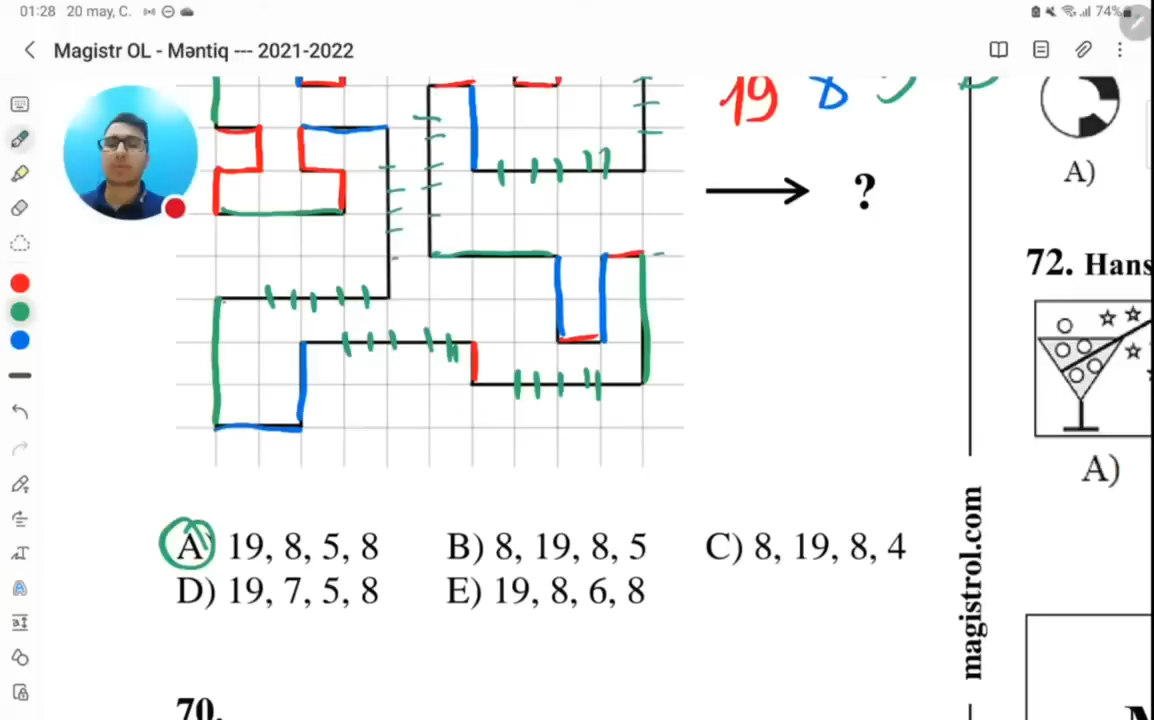 01:28 20 may, C. 74%
Magistr OL - Məntiq --- 2021-2022
19 8 5
?
A)
72. Hans
A)
A) 19, 8, 5, 8 B) 8, 19, 8, 5 C) 8, 19, 8, 4
D) 19, 7, 5, 8 E) 19, 8, 6, 8
magistrol.com
70.